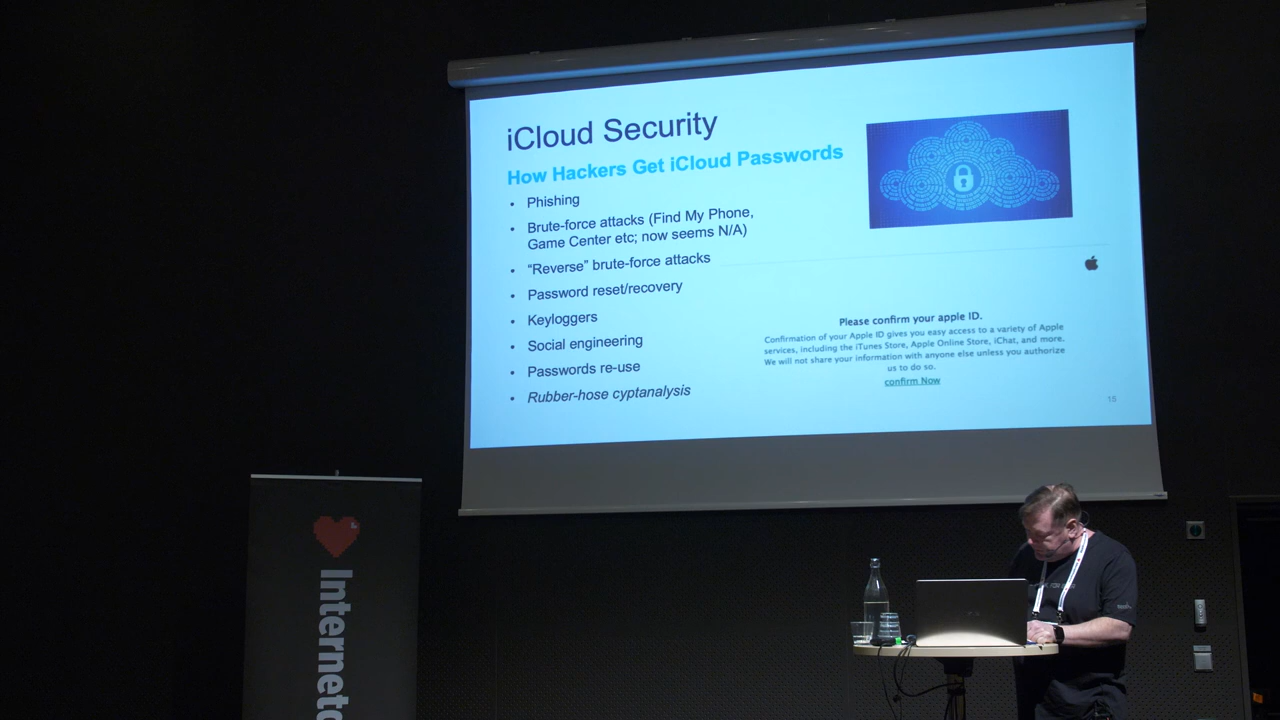 iCloud Security
How Hackers Get iCloud Passwords
• Phishing
• Brute-force attacks (Find My Phone,
Game Center etc; now seems N/A)
• “Reverse” brute-force attacks
• Password reset/recovery
• Keyloggers
• Social engineering
• Passwords re-use
• Rubber-hose cyptanalysis
Please confirm your apple ID.
Confirmation of your Apple ID gives you easy access to a variety of Apple
services, including the iTunes Store, Apple Online Store, iChat, and more.
We will not share your information with anyone else unless you authorize
us to do so.
confirm Now
15